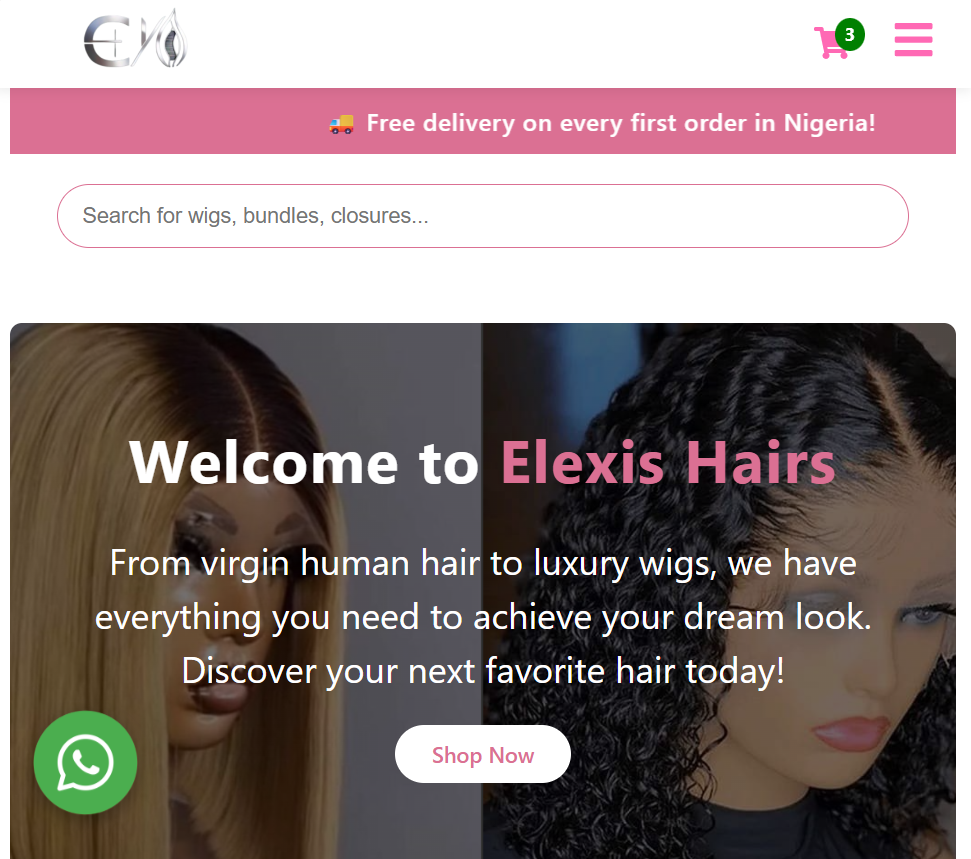 3
🚚 Free delivery on every first order in Nigeria!
Search for wigs, bundles, closures...
Welcome to Elexis Hairs
From virgin human hair to luxury wigs, we have
everything you need to achieve your dream look.
Discover your next favorite hair today!
Shop Now